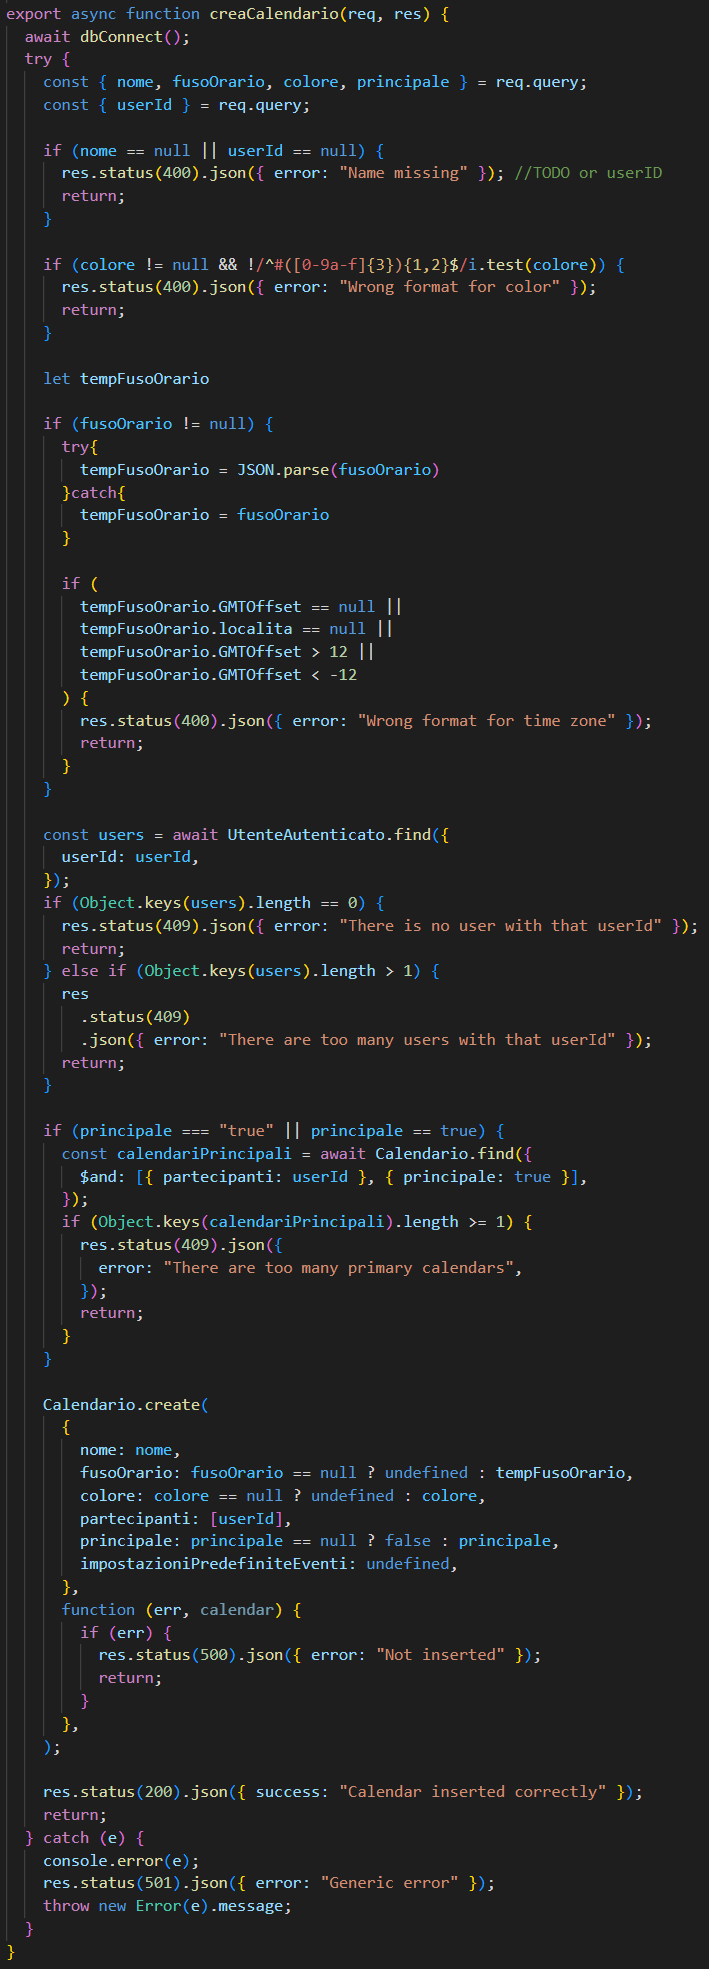 export async function creaCalendario(req, res) {
  await dbConnect();
  try {
    const { nome, fusoOrario, colore, principale } = req.query;
    const { userId } = req.query;

    if (nome == null || userId == null) {
      res.status(400).json({ error: "Name missing" }); //TODO or userID
      return;
    }

    if (colore != null && !/^#([0-9a-f]{3}){1,2}$/i.test(colore)) {
      res.status(400).json({ error: "Wrong format for color" });
      return;
    }

    let tempFusoOrario

    if (fusoOrario != null) {
      try{
        tempFusoOrario = JSON.parse(fusoOrario)
      }catch{
        tempFusoOrario = fusoOrario
      }

      if (
        tempFusoOrario.GMTOffset == null ||
        tempFusoOrario.localita == null ||
        tempFusoOrario.GMTOffset > 12 ||
        tempFusoOrario.GMTOffset < -12
      ) {
        res.status(400).json({ error: "Wrong format for time zone" });
        return;
      }
    }

    const users = await UtenteAutenticato.find({
      userId: userId,
    });
    if (Object.keys(users).length == 0) {
      res.status(409).json({ error: "There is no user with that userId" });
      return;
    } else if (Object.keys(users).length > 1) {
      res
        .status(409)
        .json({ error: "There are too many users with that userId" });
      return;
    }

    if (principale === "true" || principale == true) {
      const calendariPrincipali = await Calendario.find({
        $and: [{ partecipanti: userId }, { principale: true }],
      });
      if (Object.keys(calendariPrincipali).length >= 1) {
        res.status(409).json({
          error: "There are too many primary calendars",
        });
        return;
      }
    }

    Calendario.create(
      {
        nome: nome,
        fusoOrario: fusoOrario == null ? undefined : tempFusoOrario,
        colore: colore == null ? undefined : colore,
        partecipanti: [userId],
        principale: principale == null ? false : principale,
        impostazioniPredefiniteEventi: undefined,
      },
      function (err, calendar) {
        if (err) {
          res.status(500).json({ error: "Not inserted" });
          return;
        }
      },
    );

    res.status(200).json({ success: "Calendar inserted correctly" });
    return;
  } catch (e) {
    console.error(e);
    res.status(501).json({ error: "Generic error" });
    throw new Error(e).message;
  }
}